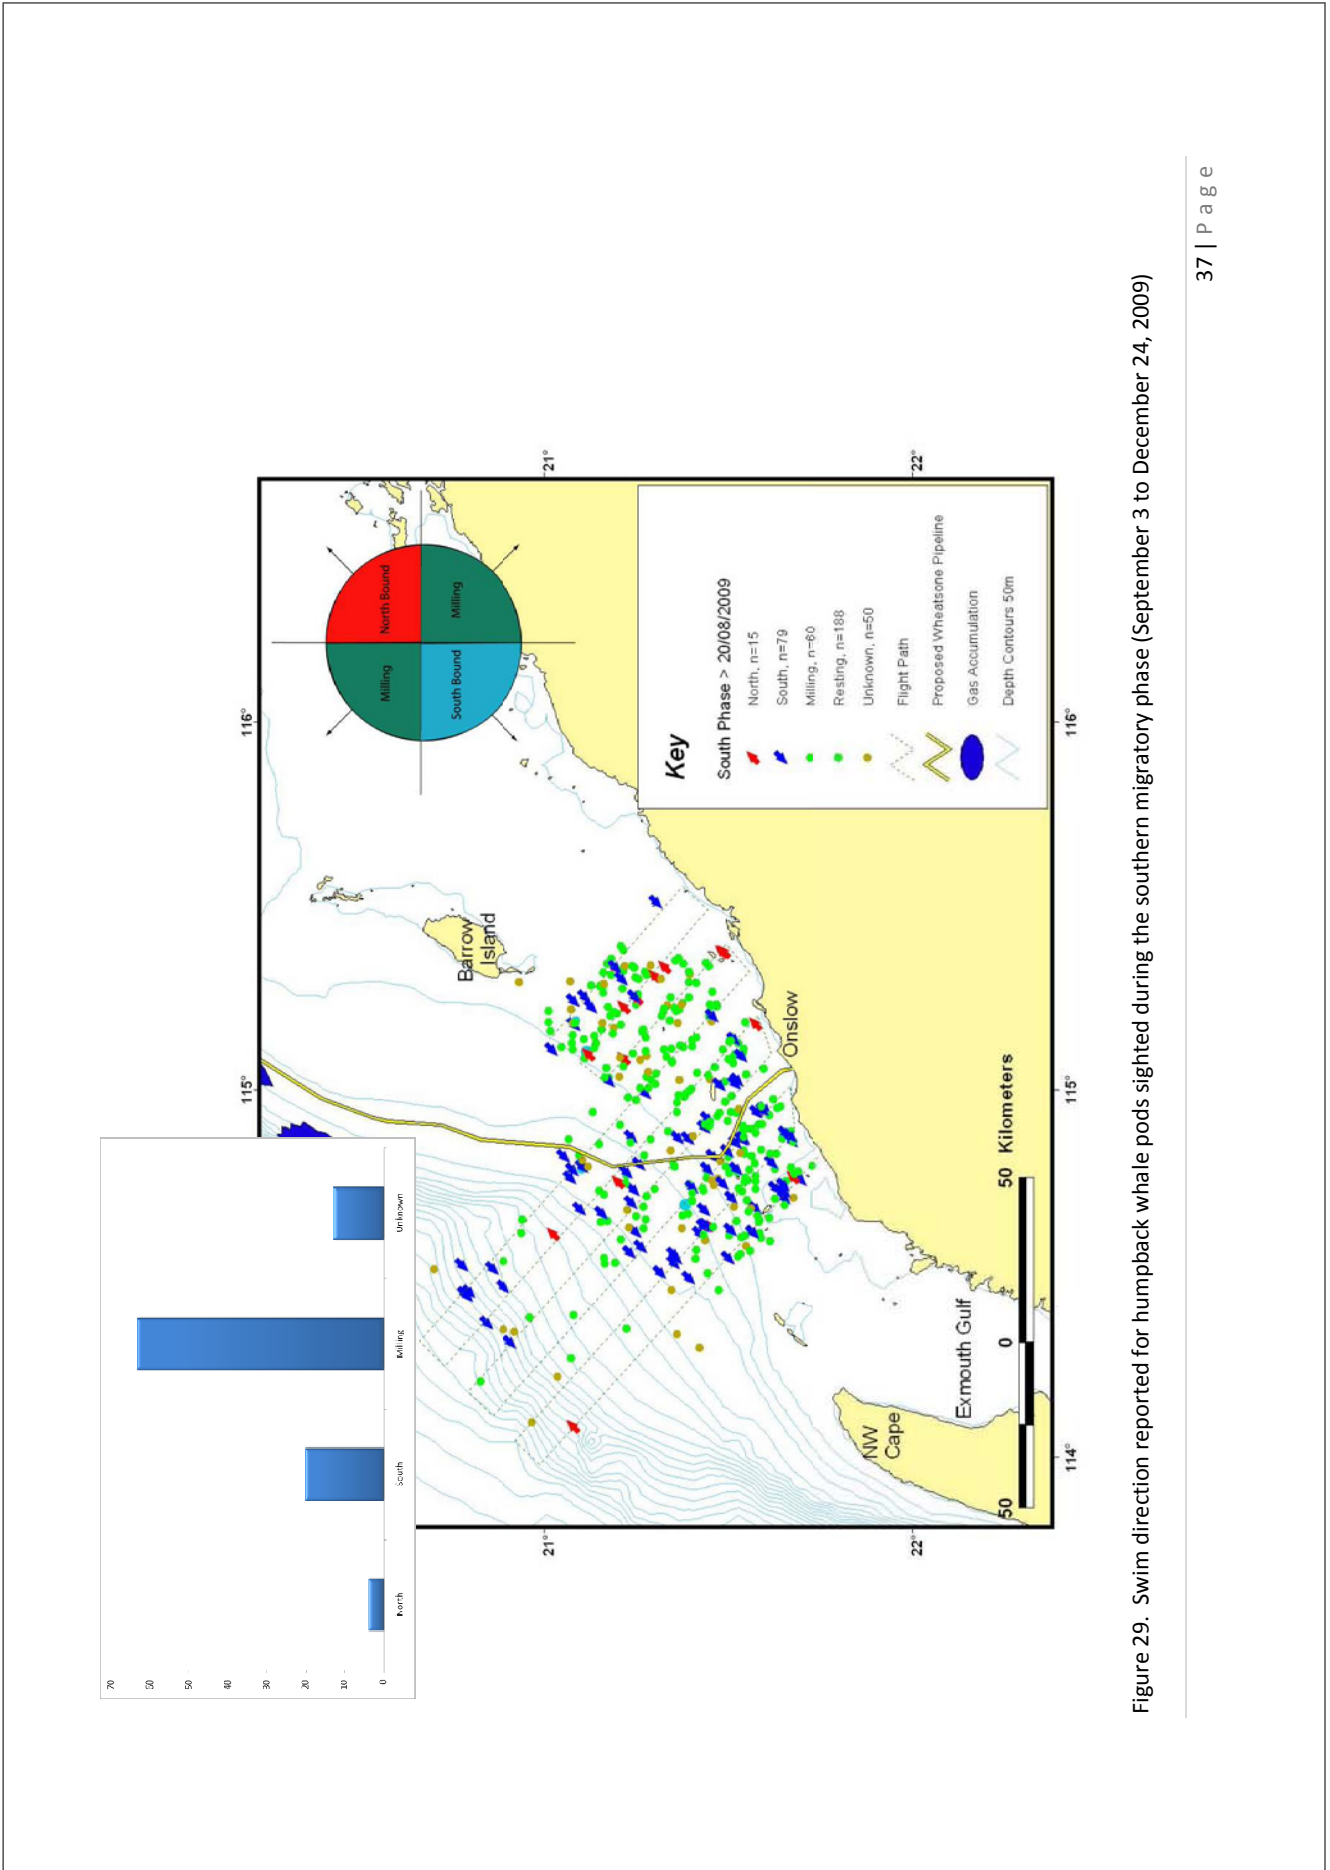 70
60
50
40
30
20
10
0
North
South
Milling
Unknown
115°
116°
21°
22°
21°
22°
114°
115°
116°
Milling
North Bound
South Bound
Milling
Barrow
Island
Onslow
NW
Cape
Exmouth Gulf
50 0 50 Kilometers
Key
South Phase > 20/08/2009
North, n=15
South, n=79
Milling, n=60
Resting, n=188
Unknown, n=50
Flight Path
Proposed Wheatsone Pipeline
Gas Accumulation
Depth Contours 50m
Figure 29. Swim direction reported for humpback whale pods sighted during the southern migratory phase (September 3 to December 24, 2009)
37 | Page